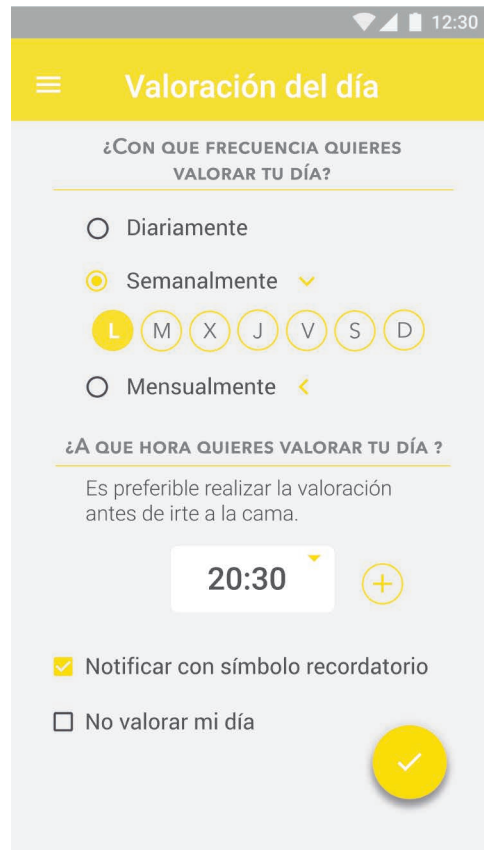 12:30
Valoración del día
¿CON QUE FRECUENCIA QUIERES
VALORAR TU DÍA?
Diariamente
Semanalmente
L M X J V S D
Mensualmente
¿A QUE HORA QUIERES VALORAR TU DÍA ?
Es preferible realizar la valoración
antes de irte a la cama.
20:30
Notificar con símbolo recordatorio
No valorar mi día